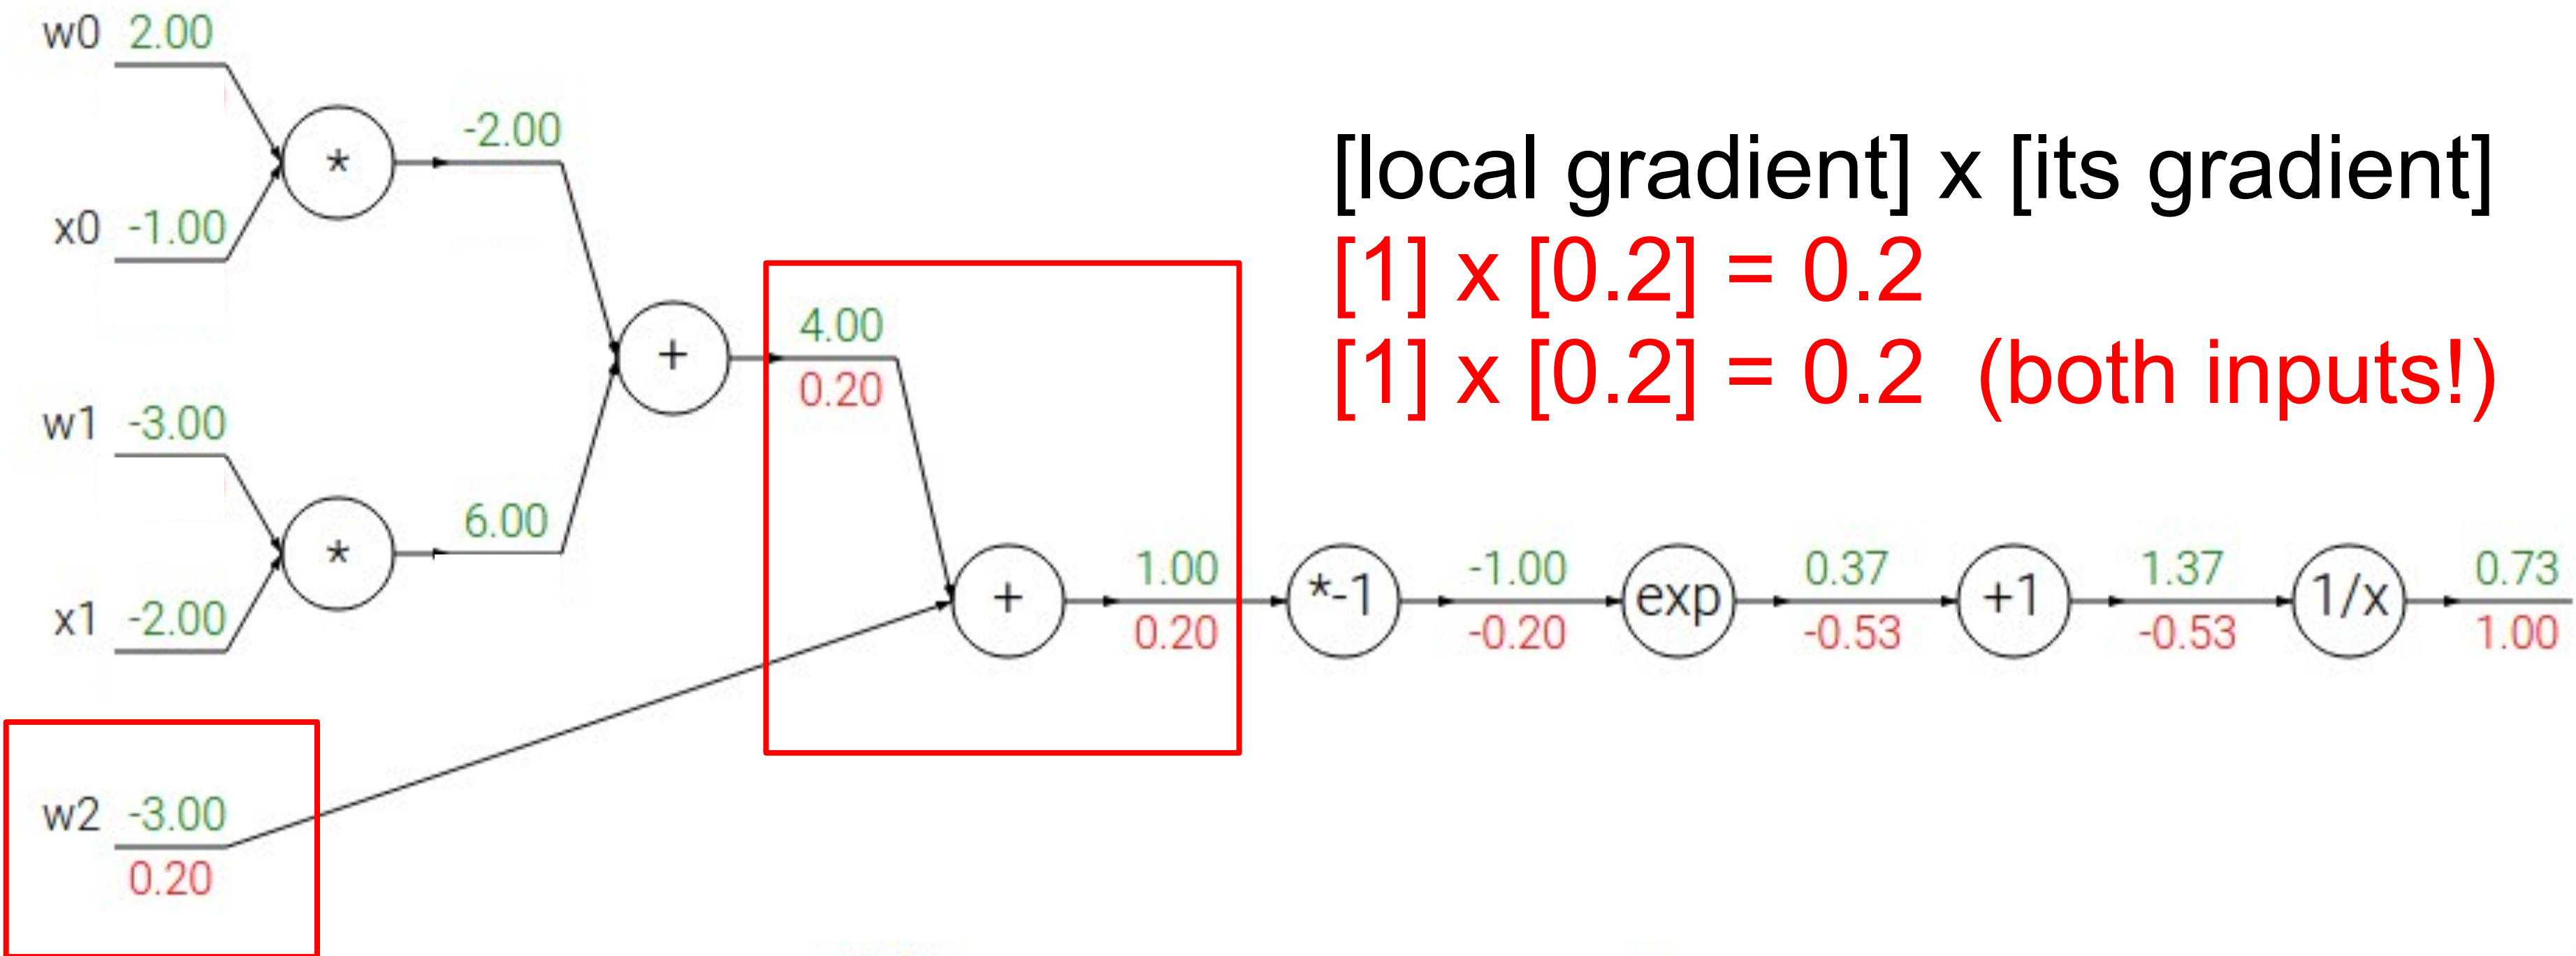 w0 2.00
-2.00
*
x0 -1.00
[local gradient] x [its gradient]
[1] x [0.2] = 0.2
[1] x [0.2] = 0.2 (both inputs!)
4.00
+
0.20
w1 -3.00
6.00
*
x1 -2.00
1.00 -1.00 0.37 1.37 0.73
+ *-1 exp +1 1/x
0.20 -0.20 -0.53 -0.53 1.00
w2 -3.00
0.20